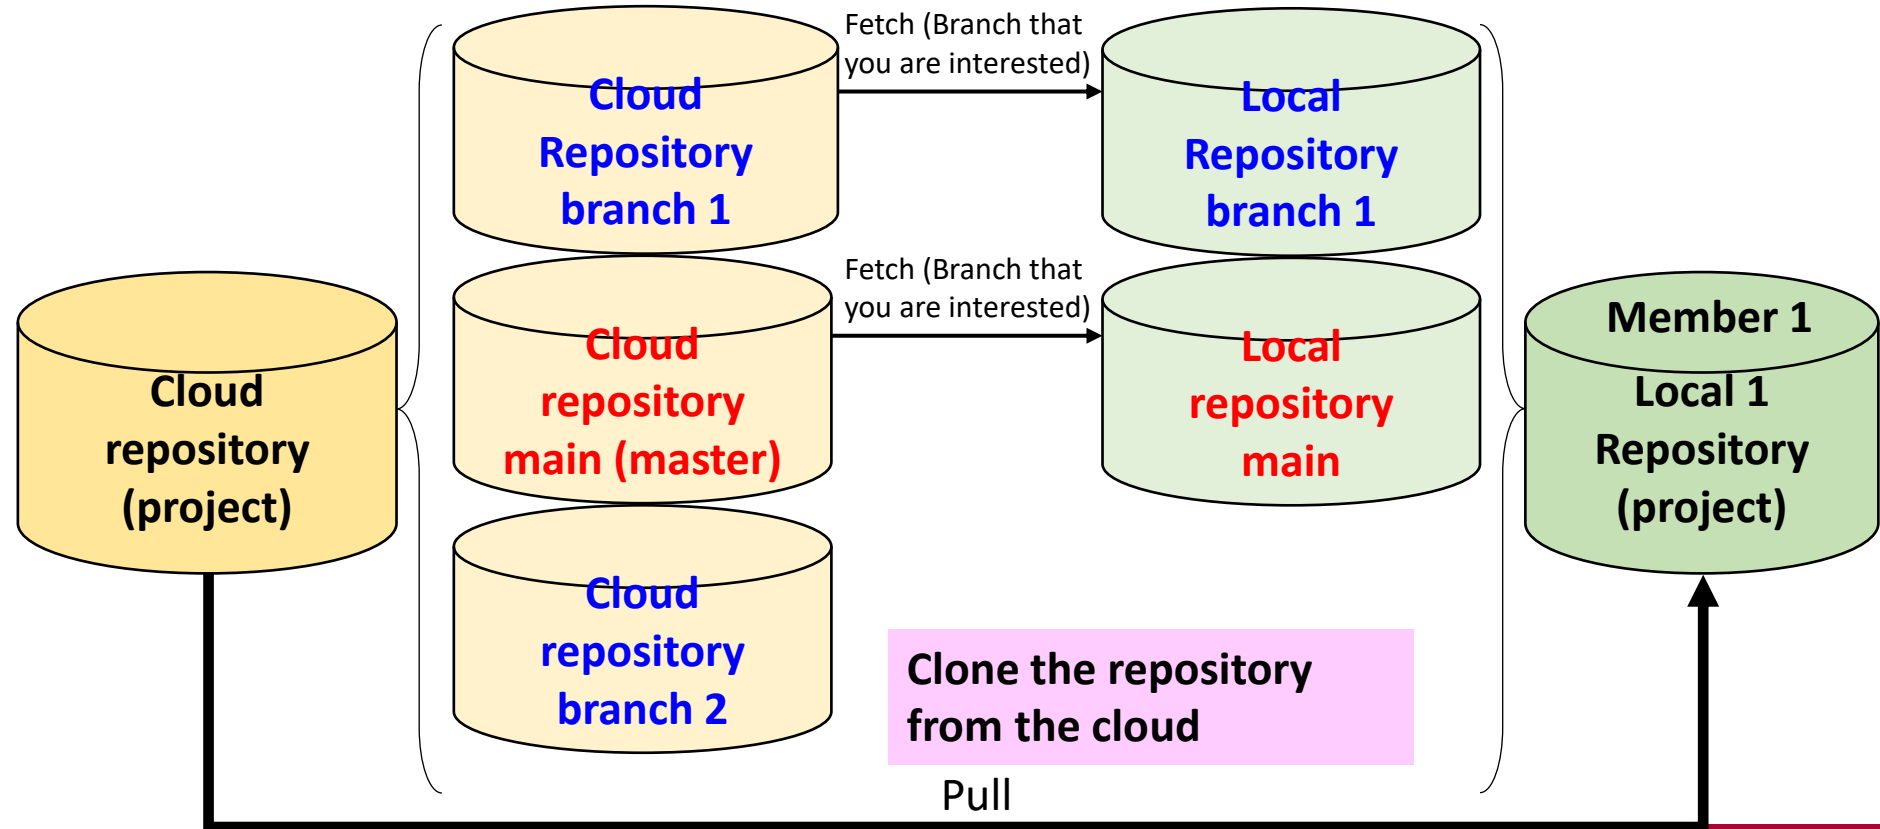 Cloud
repository
(project)
Cloud
Repository
branch 1
Cloud
repository
main (master)
Cloud
repository
branch 2
Fetch (Branch that
you are interested)
Fetch (Branch that
you are interested)
Local
Repository
branch 1
Local
repository
main
Member 1
Local 1
Repository
(project)
Clone the repository
from the cloud
Pull